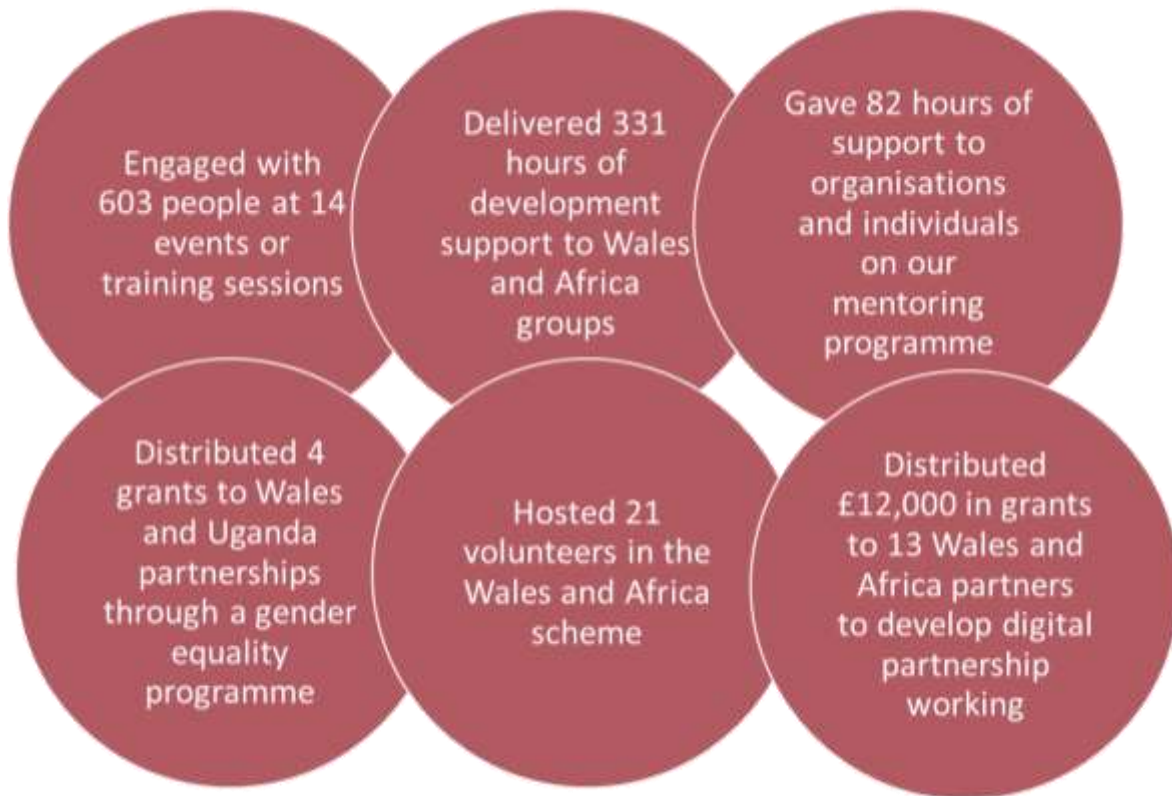 Engaged with
603 people at 14
events or
training sessions
Delivered 331
hours of
development
support to Wales
and Africa
groups
Gave 82 hours of
support to
organisations
and individuals
on our
mentoring
programme
Distributed 4
grants to Wales
and Uganda
partnerships
through a gender
equality
programme
Hosted 21
volunteers in the
Wales and Africa
scheme
Distributed
£12,000 in grants
to 13 Wales and
Africa partners
to develop digital
partnership
working